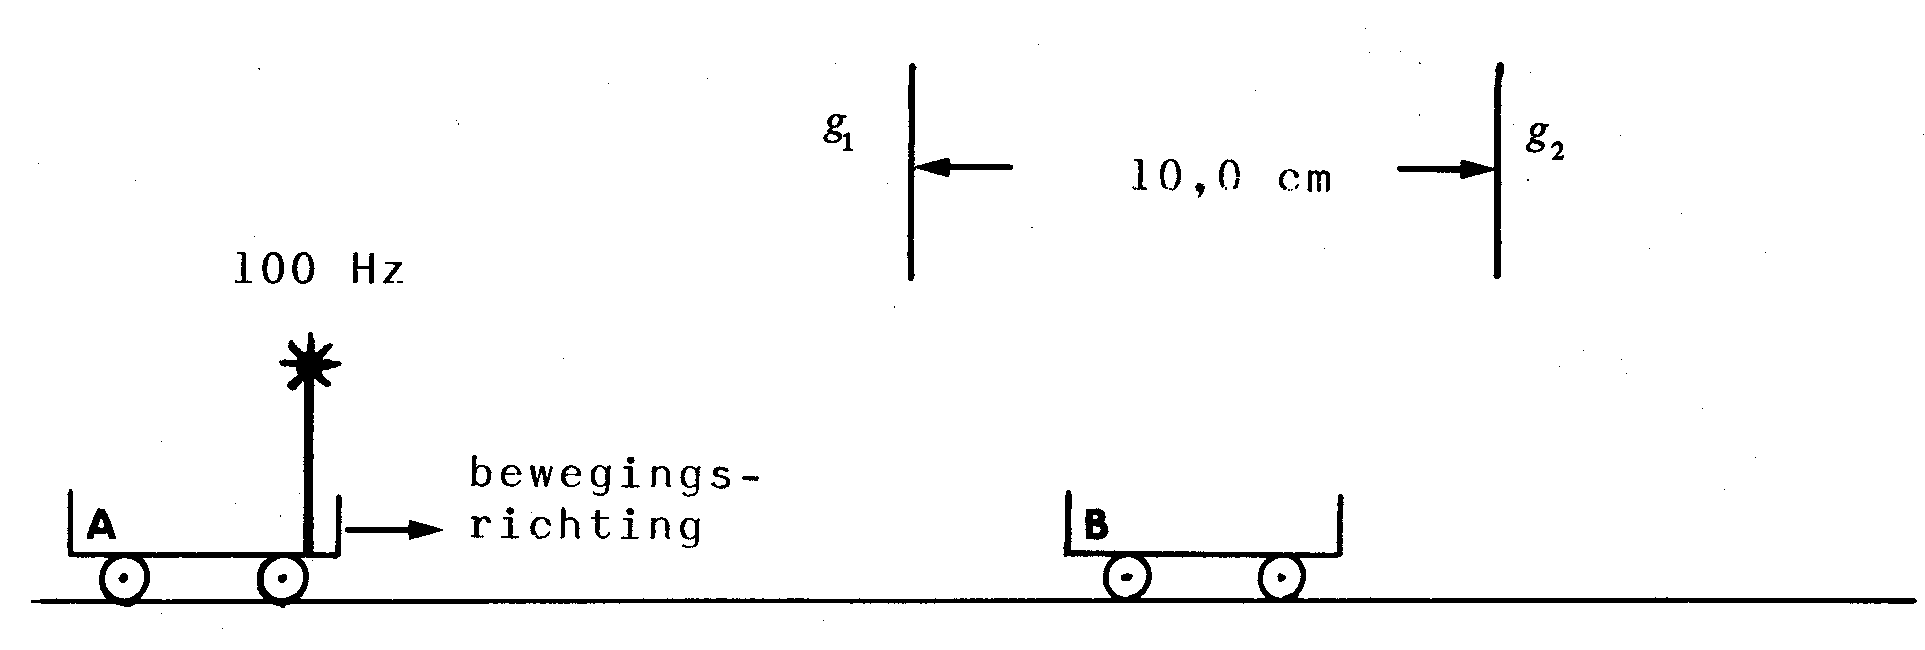 g₁
10,0 cm
g₂
100 Hz
bewegings-
richting
A
B